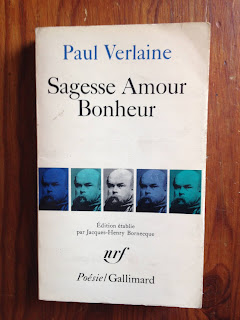 Paul Verlaine
Sagesse Amour
Bonheur
Édition établie
par Jacques-Henry Bornecque
nrf
Poésie/Gallimard